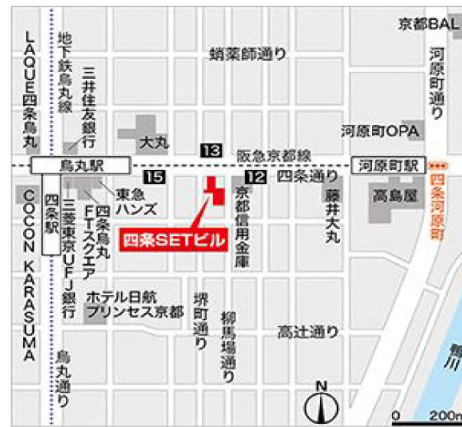 京都BAL
蛸薬師通り
河原町通り
LAQUE四条烏丸
地下鉄烏丸線
三井住友銀行
大丸
13
河原町OPA
阪急京都線
烏丸駅
河原町駅
15
12
四条通り
四条河原町
東急
ハンズ
四条駅
COCON KARASUMA
三菱東京UFJ銀行
四条烏丸
FTスクエア
四条SETビル
京都信用金庫
藤井大丸
高島屋
ホテル日航
プリンセス京都
堺町通り
柳馬場通り
高辻通り
烏丸通り
鴨川
N
0 200m